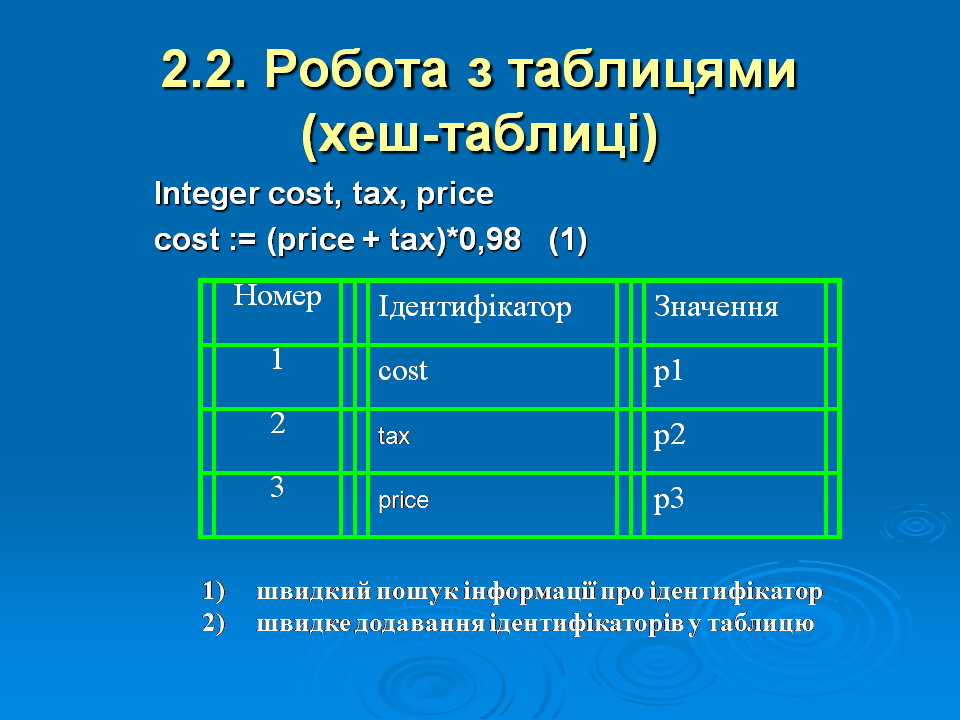 2.2. Робота з таблицями
(хеш-таблиці)
Integer cost, tax, price
cost := (price + tax)*0,98 (1)
Номер Ідентифікатор Значення
1 cost p1
2 tax p2
3 price p3
1) швидкий пошук інформації про ідентифікатор
2) швидке додавання ідентифікаторів у таблицю